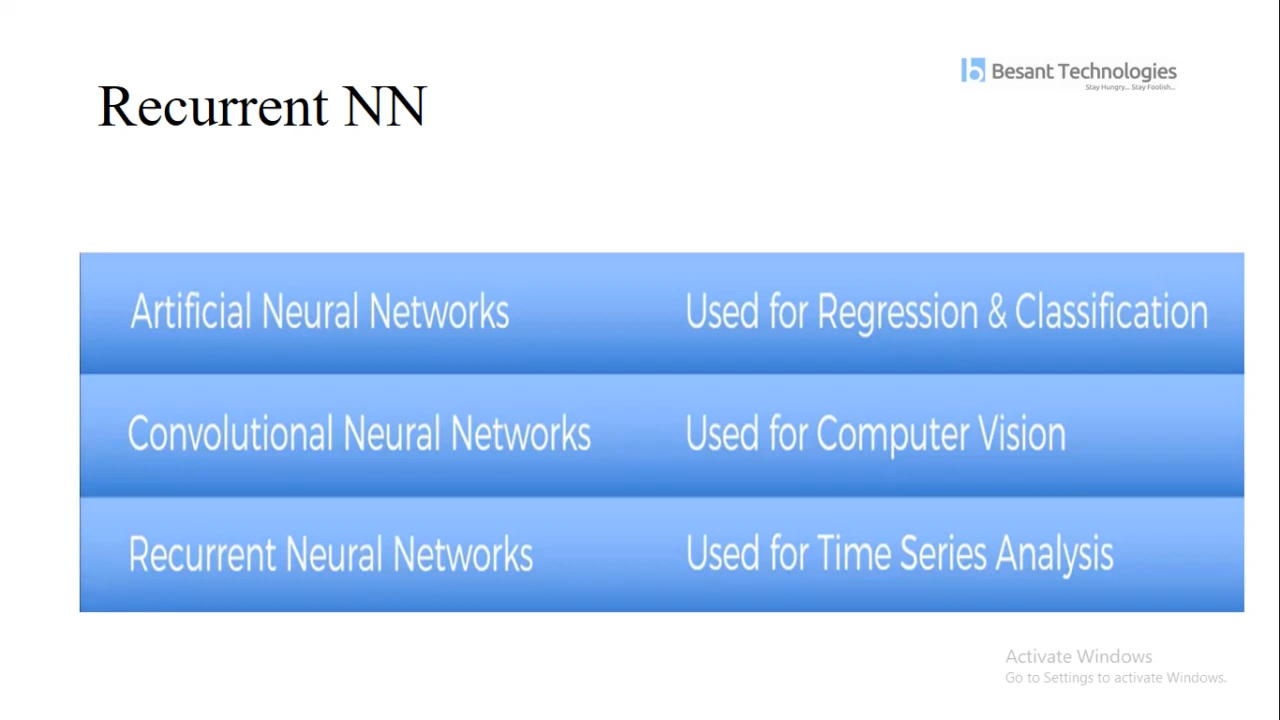 Besant Technologies
Stay Hungry... Stay Foolish...
Recurrent NN
Artificial Neural Networks Used for Regression & Classification
Convolutional Neural Networks Used for Computer Vision
Recurrent Neural Networks Used for Time Series Analysis
Activate Windows
Go to Settings to activate Windows.